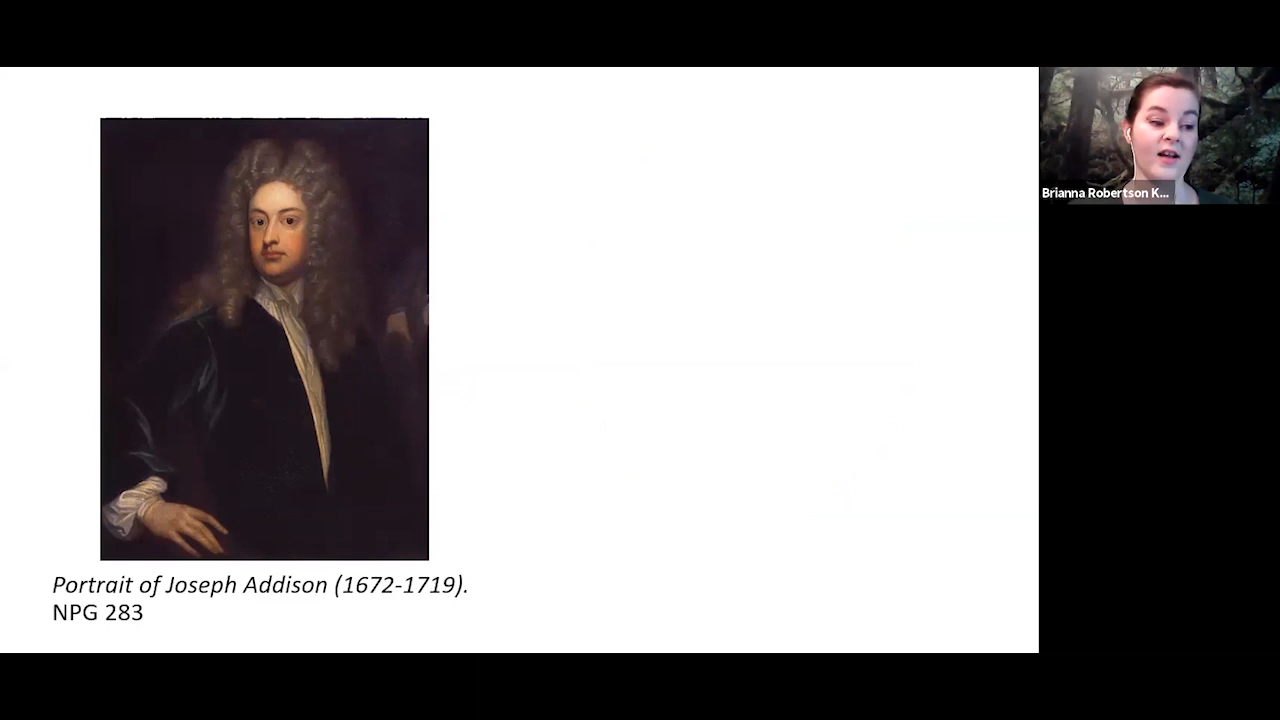 Brianna Robertson K...
Portrait of Joseph Addison (1672-1719).
NPG 283